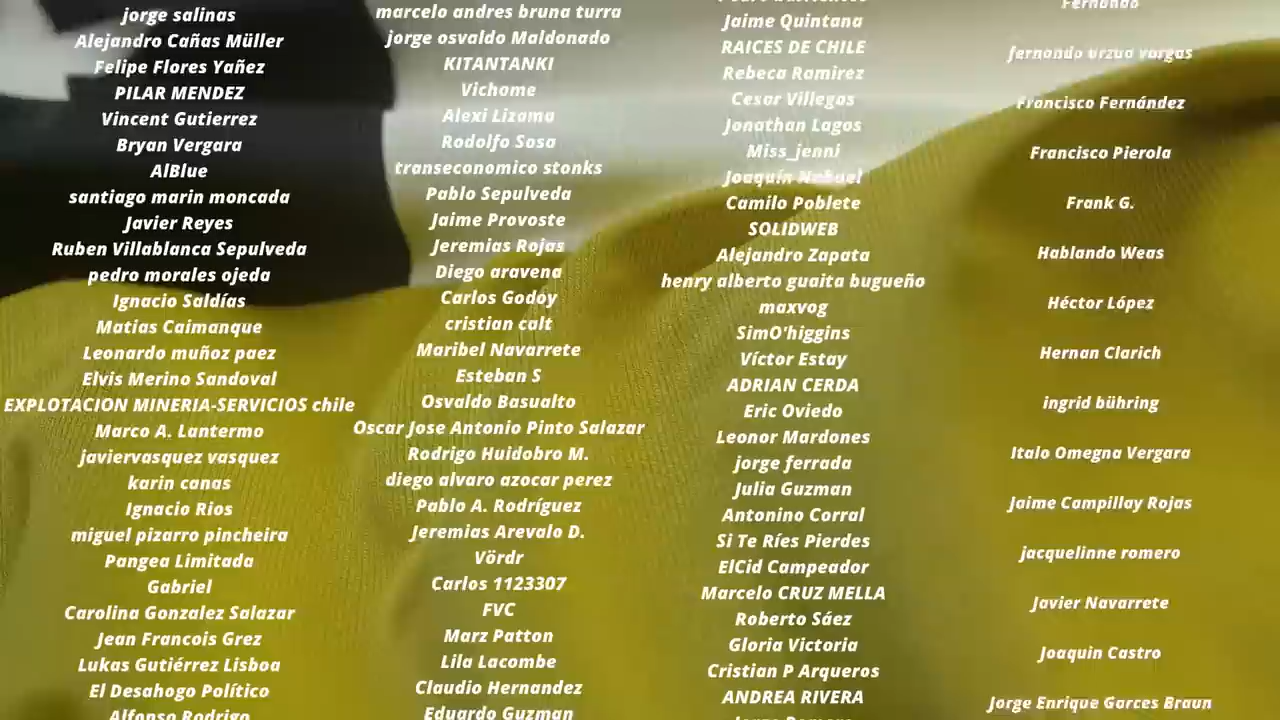 jorge salinas
Alejandro Cañas Müller
Felipe Flores Yañez
PILAR MENDEZ
Vincent Gutierrez
Bryan Vergara
AlBlue
santiago marin moncada
Javier Reyes
Ruben Villablanca Sepulveda
pedro morales ojeda
Ignacio Saldías
Matias Caimanque
Leonardo muñoz paez
Elvis Merino Sandoval
EXPLOTACION MINERIA-SERVICIOS chile
Marco A. Lantermo
javiervasquez vasquez
karin canas
Ignacio Rios
miguel pizarro pincheira
Pangea Limitada
Gabriel
Carolina Gonzalez Salazar
Jean Francois Grez
Lukas Gutiérrez Lisboa
El Desahogo Político
Alfonso Rodrigo
marcelo andres bruna turra
jorge osvaldo Maldonado
KITANTANKI
Vichome
Alexi Lizama
Rodolfo Sosa
transeconomico stonks
Pablo Sepulveda
Jaime Provoste
Jeremias Rojas
Diego aravena
Carlos Godoy
cristian calt
Maribel Navarrete
Esteban S
Osvaldo Basualto
Oscar Jose Antonio Pinto Salazar
Rodrigo Huidobro M.
diego alvaro azocar perez
Pablo A. Rodríguez
Jeremias Arevalo D.
Vördr
Carlos 1123307
FVC
Marz Patton
Lila Lacombe
Claudio Hernandez
Eduardo Guzman
Jaime Quintana
RAICES DE CHILE
Rebeca Ramirez
Cesar Villegas
Jonathan Lagos
Miss_jenni
Joaquín Nahuel
Camilo Poblete
SOLIDWEB
Alejandro Zapata
henry alberto guaita bugueño
maxvog
SimO'higgins
Víctor Estay
ADRIAN CERDA
Eric Oviedo
Leonor Mardones
jorge ferrada
Julia Guzman
Antonino Corral
Si Te Ríes Pierdes
ElCid Campeador
Marcelo CRUZ MELLA
Roberto Sáez
Gloria Victoria
Cristian P Arqueros
ANDREA RIVERA
Fernando
fernando urzua vargas
Francisco Fernández
Francisco Pierola
Frank G.
Hablando Weas
Héctor López
Hernan Clarich
ingrid bühring
Italo Omegna Vergara
Jaime Campillay Rojas
jacquelinne romero
Javier Navarrete
Joaquin Castro
Jorge Enrique Garces Braun